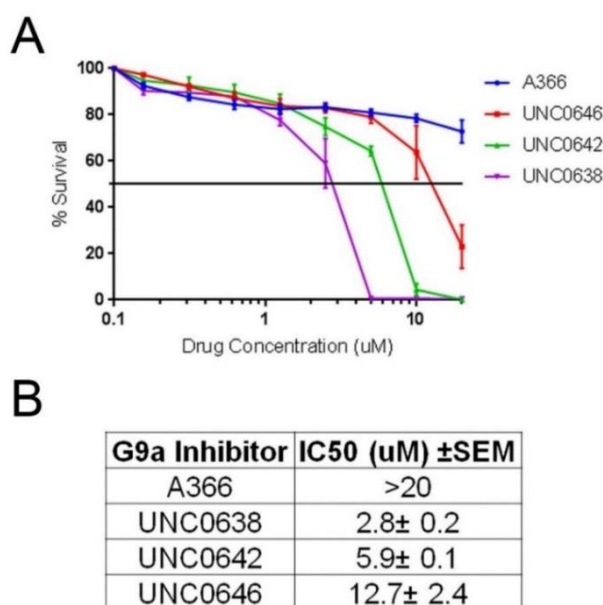 A
100
80
60
40
20
0
% Survival
0.1
1
10
Drug Concentration (uM)
A366
UNC0646
UNC0642
UNC0638
B
G9a Inhibitor IC50 (uM) ±SEM
A366 >20
UNC0638 2.8± 0.2
UNC0642 5.9± 0.1
UNC0646 12.7± 2.4